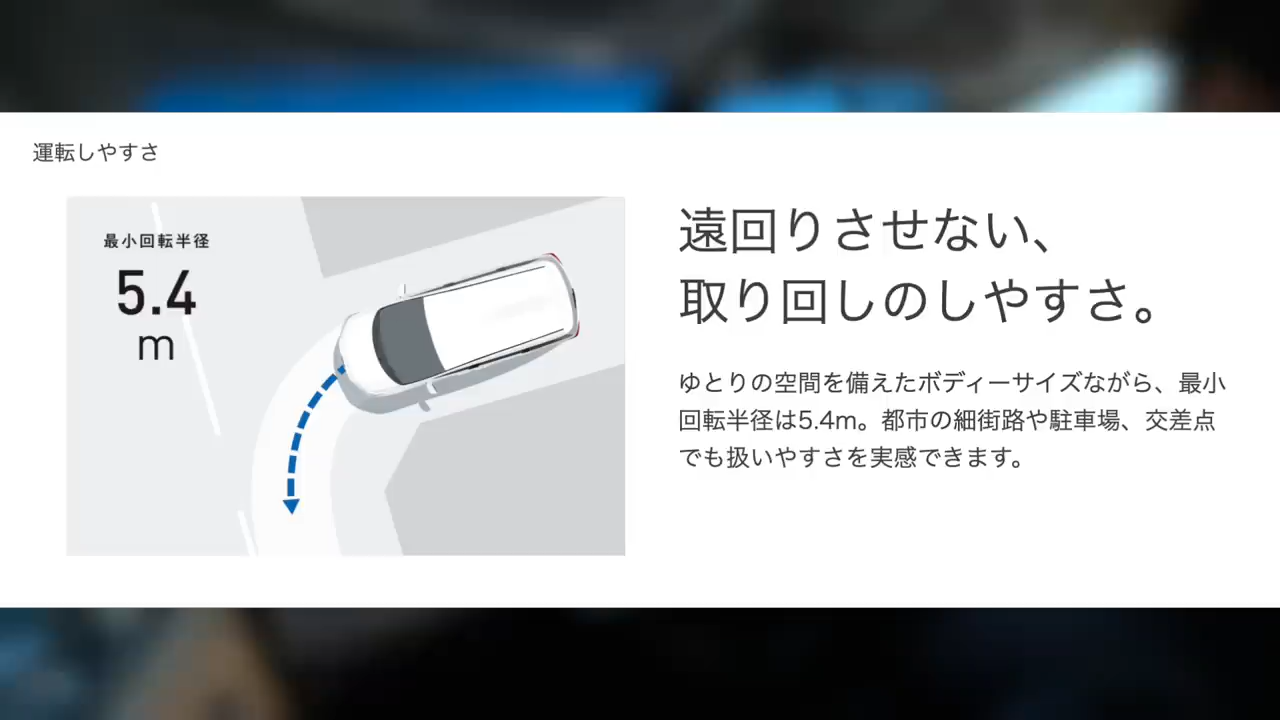 運転しやすさ
最小回転半径
5.4
m
遠回りさせない、
取り回しのしやすさ。
ゆとりの空間を備えたボディーサイズながら、最小
回転半径は5.4m。都市の細街路や駐車場、交差点
でも扱いやすさを実感できます。